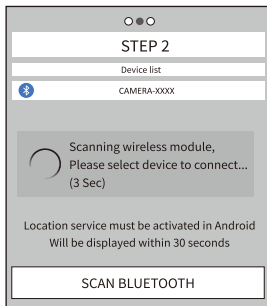 STEP 2
Device list
CAMERA-XXXX
Scanning wireless module,
Please select device to connect...
(3 Sec)
Location service must be activated in Android
Will be displayed within 30 seconds
SCAN BLUETOOTH